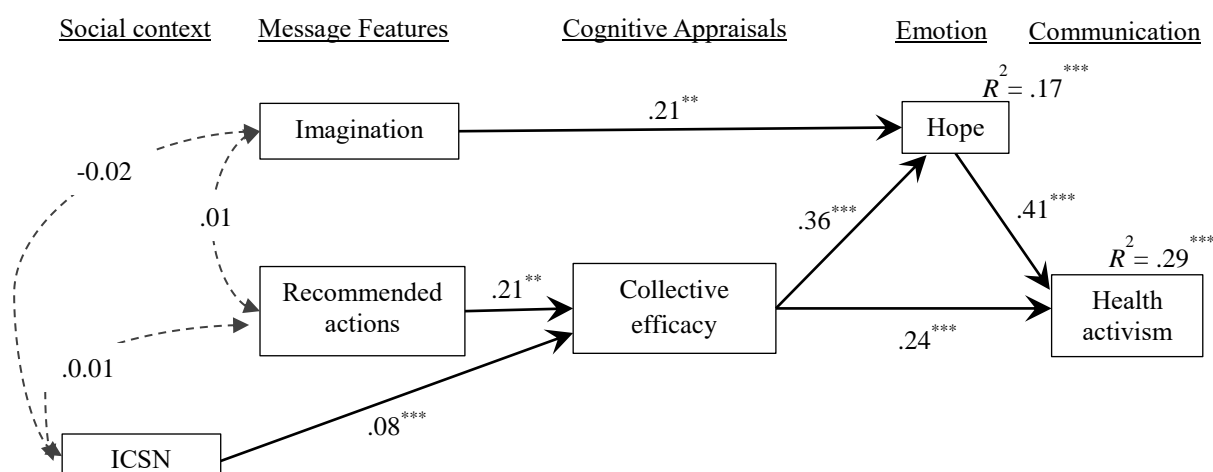 Social context Message Features Cognitive Appraisals Emotion Communication
R² = .17***
Imagination .21** Hope
-0.02
.01
.36*** .41***
R² = .29***
Recommended
actions
.21**
Collective
efficacy
Health
activism
.24***
.0.01
.08***
ICSN